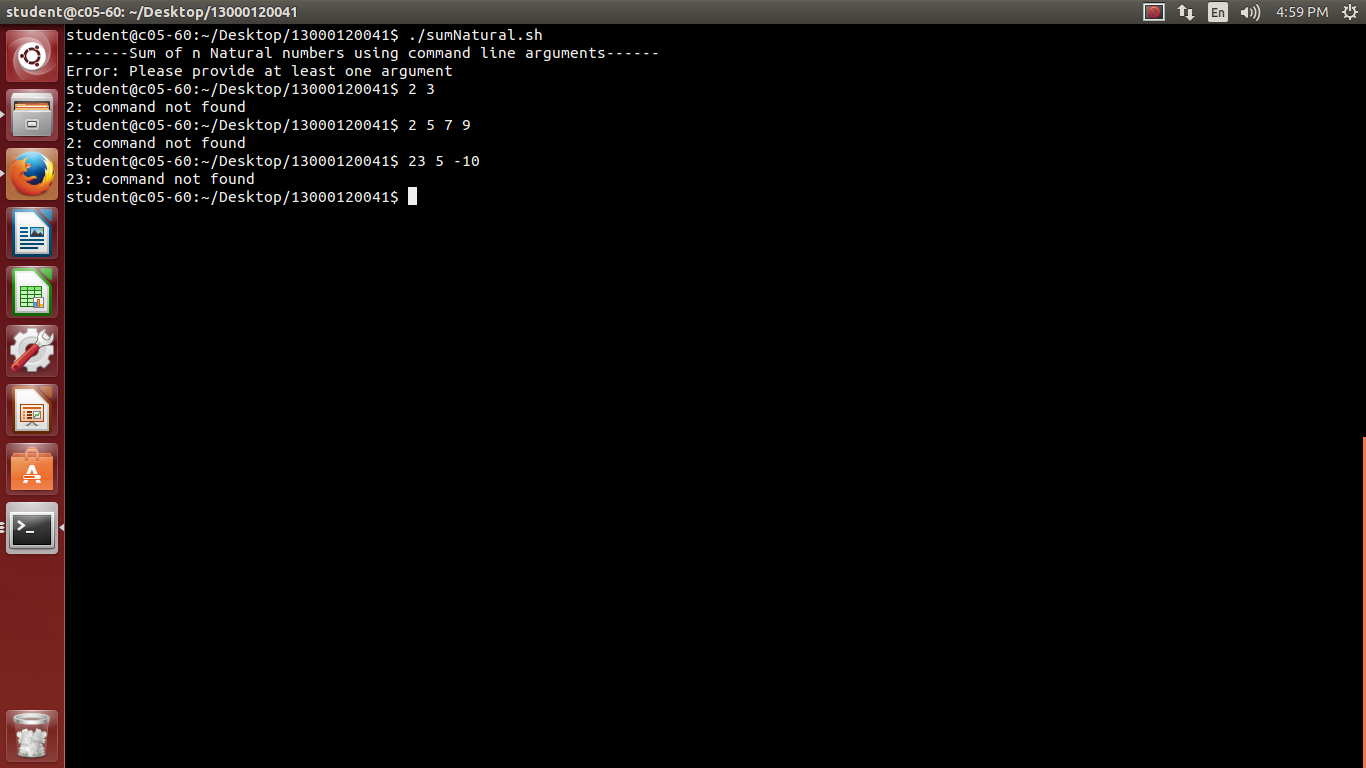 student@c05-60: ~/Desktop/13000120041
En
4:59 PM
student@c05-60:~/Desktop/13000120041$ ./sumNatural.sh
-------Sum of n Natural numbers using command line arguments------
Error: Please provide at least one argument
student@c05-60:~/Desktop/13000120041$ 2 3
2: command not found
student@c05-60:~/Desktop/13000120041$ 2 5 7 9
2: command not found
student@c05-60:~/Desktop/13000120041$ 23 5 -10
23: command not found
student@c05-60:~/Desktop/13000120041$